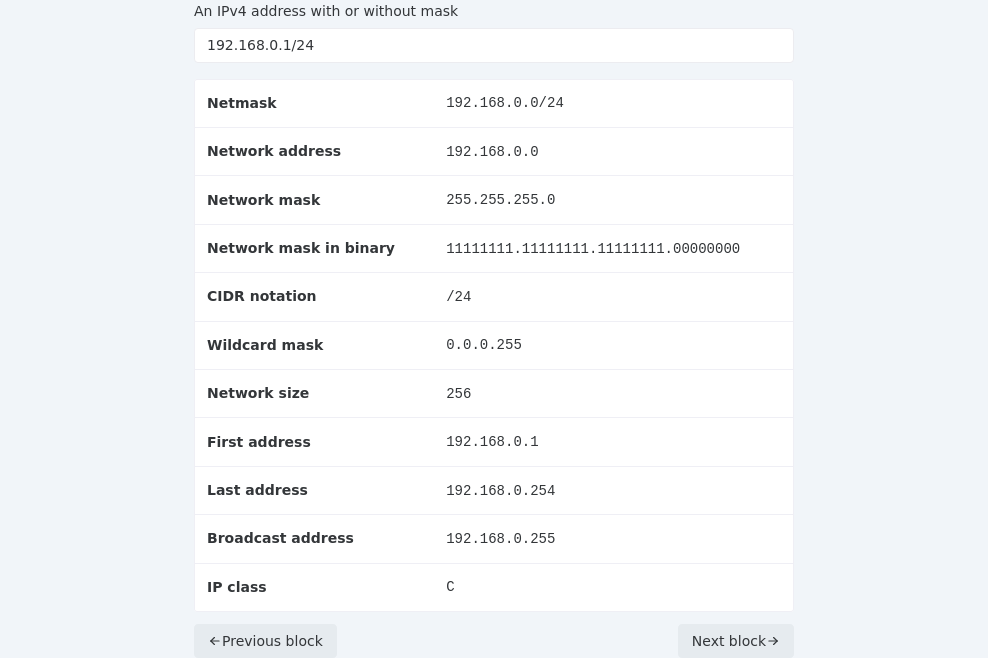 An IPv4 address with or without mask
192.168.0.1/24
Netmask 192.168.0.0/24
Network address 192.168.0.0
Network mask 255.255.255.0
Network mask in binary 11111111.11111111.11111111.00000000
CIDR notation /24
Wildcard mask 0.0.0.255
Network size 256
First address 192.168.0.1
Last address 192.168.0.254
Broadcast address 192.168.0.255
IP class C
←Previous block Next block→